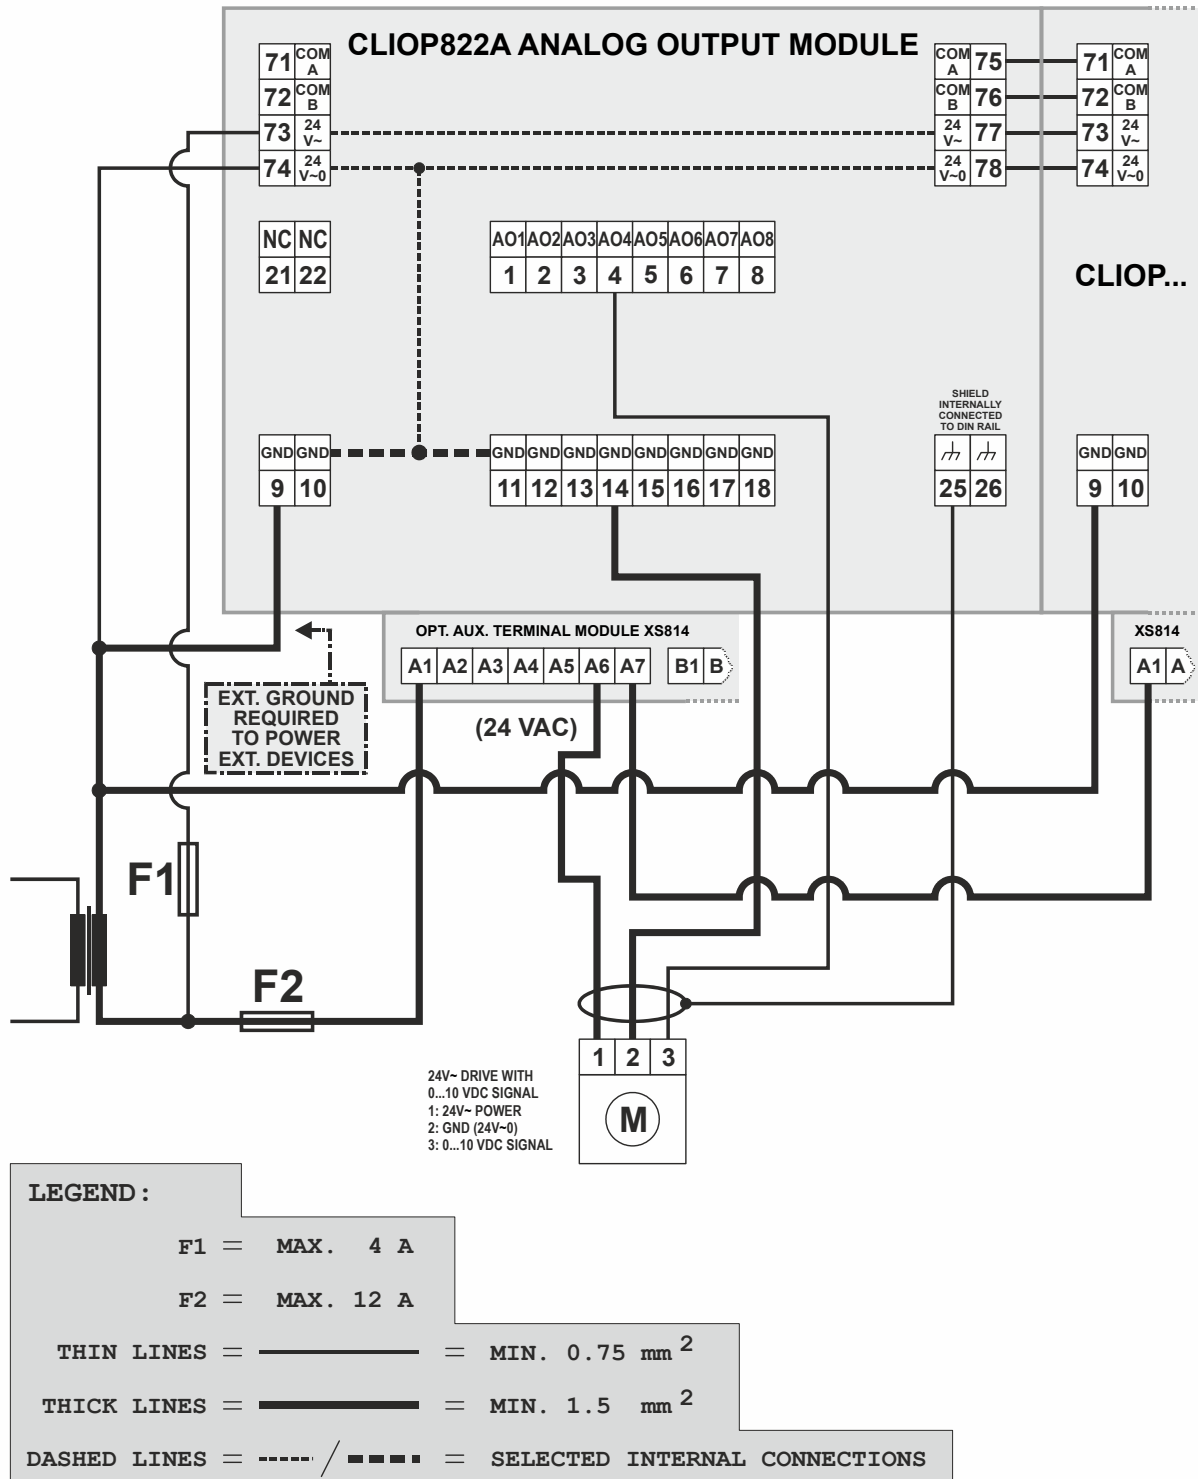 CLIOP822A ANALOG OUTPUT MODULE
71 COM A
72 COM B
73 24 V~
74 24 V~0
COM A 75
COM B 76
24 V~ 77
24 V~0 78
71 COM A
72 COM B
73 24 V~
74 24 V~0
NC NC
21 22
AO1 AO2 AO3 AO4 AO5 AO6 AO7 AO8
1 2 3 4 5 6 7 8
CLIOP...
SHIELD
INTERNALLY
CONNECTED
TO DIN RAIL
GND GND
9 10
GND GND GND GND GND GND GND GND
11 12 13 14 15 16 17 18
25 26
GND GND
9 10
OPT. AUX. TERMINAL MODULE XS814
A1 A2 A3 A4 A5 A6 A7 B1 B
XS814
A1 A
EXT. GROUND
REQUIRED
TO POWER
EXT. DEVICES
(24 VAC)
F1
F2
1 2 3
M
24V~ DRIVE WITH
0...10 VDC SIGNAL
1: 24V~ POWER
2: GND (24V~0)
3: 0...10 VDC SIGNAL
LEGEND:
F1 = MAX. 4 A
F2 = MAX. 12 A
THIN LINES = = MIN. 0.75 mm 2
THICK LINES = = MIN. 1.5 mm 2
DASHED LINES = / = SELECTED INTERNAL CONNECTIONS